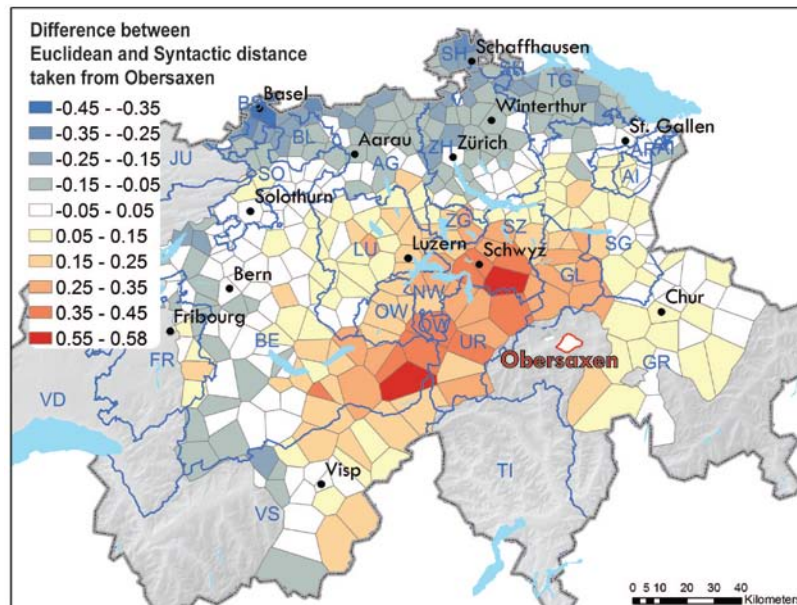 Difference between
Euclidean and Syntactic distance
taken from Obersaxen
-0.45 - -0.35
-0.35 - -0.25
-0.25 - -0.15
-0.15 - -0.05
-0.05 - 0.05
0.05 - 0.15
0.15 - 0.25
0.25 - 0.35
0.35 - 0.45
0.55 - 0.58
SH
Schaffhausen
TG
BS
Basel
Winterthur
BL
Aarau
ZH
Zürich
St. Gallen
AR
AI
JU
AG
SO
AI
Solothurn
ZG
SZ
LU
Luzern
Schwyz
SG
Bern
NW
GL
OW
OW
Chur
Fribourg
UR
BE
Obersaxen
FR
GR
VD
TI
Visp
VS
0 5 10 20 30 40
Kilometers